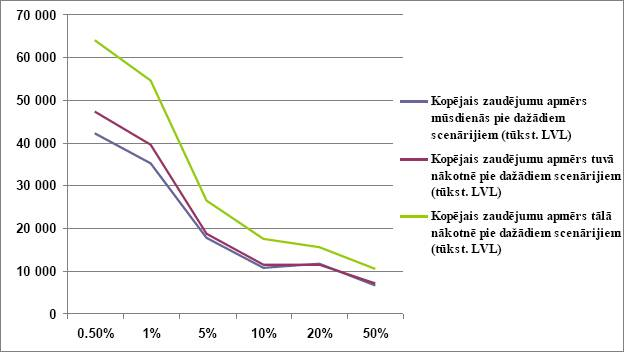 70 000
60 000
50 000
40 000
30 000
20 000
10 000
0
0.50% 1% 5% 10% 20% 50%
Kopējais zaudējumu apmērs
mūsdienās pie dažādiem
scenārijiem (tūkst. LVL)
Kopējais zaudējumu apmērs tuvā
nākotnē pie dažādiem scenārijiem
(tūkst. LVL)
Kopējais zaudējumu apmērs tālā
nākotnē pie dažādiem scenārijiem
(tūkst. LVL)